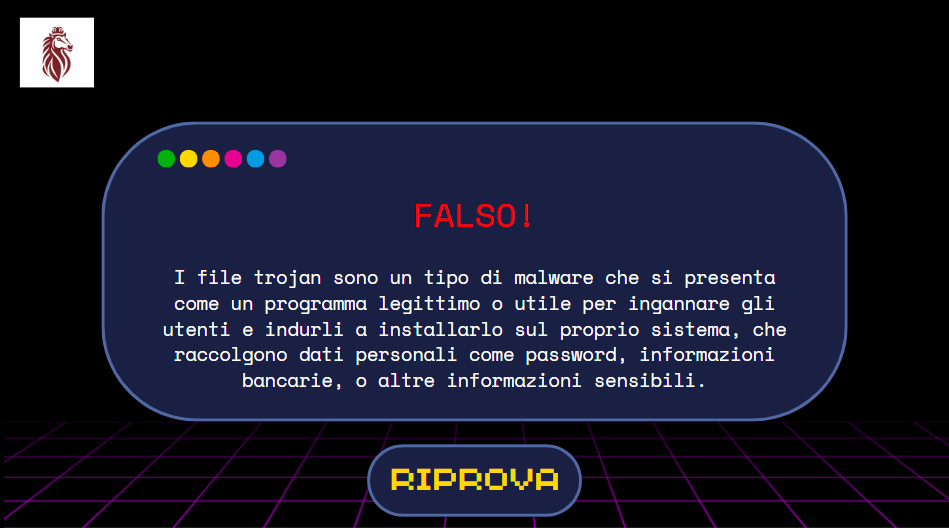 FALSO!
I file trojan sono un tipo di malware che si presenta
come un programma legittimo o utile per ingannare gli
utenti e indurli a installarlo sul proprio sistema, che
raccolgono dati personali come password, informazioni
bancarie, o altre informazioni sensibili.
RIPROVA